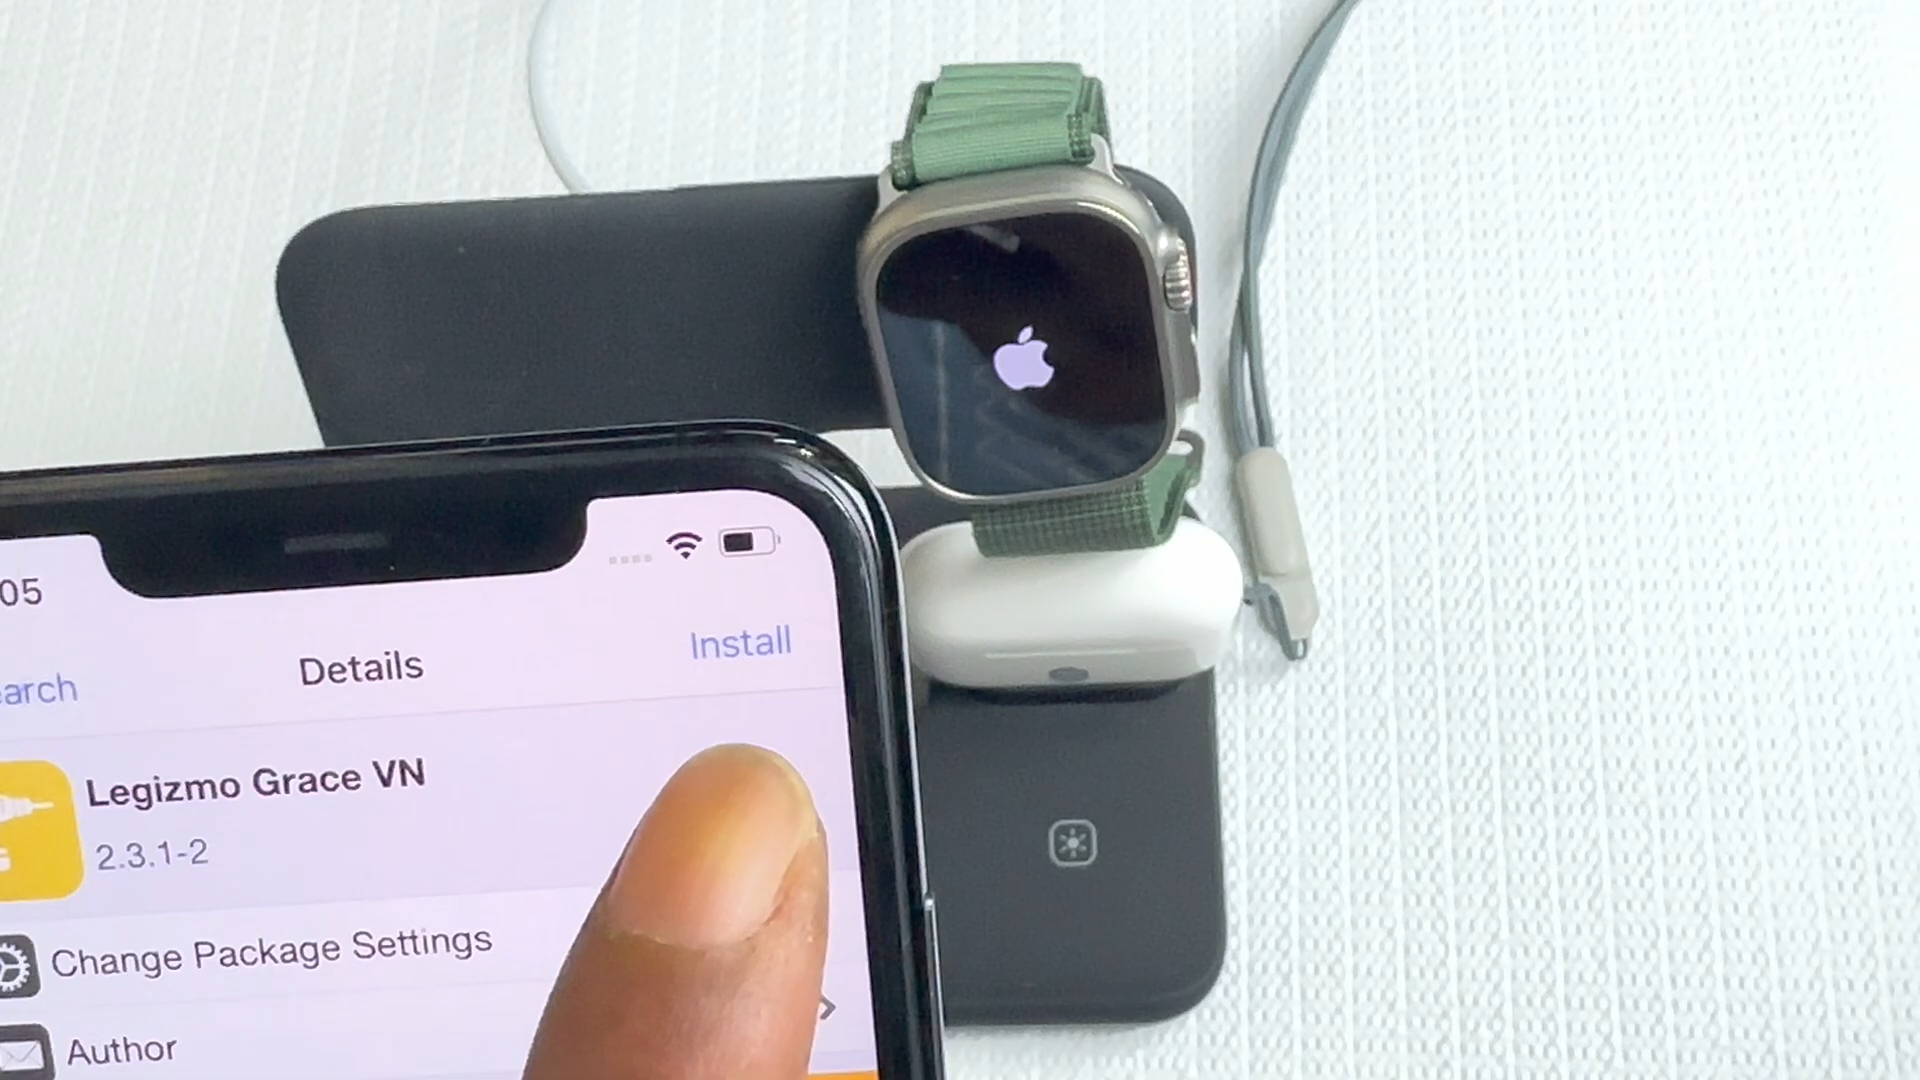 05
arch
Details
Install
Legizmo Grace VN
2.3.1-2
Change Package Settings
Author